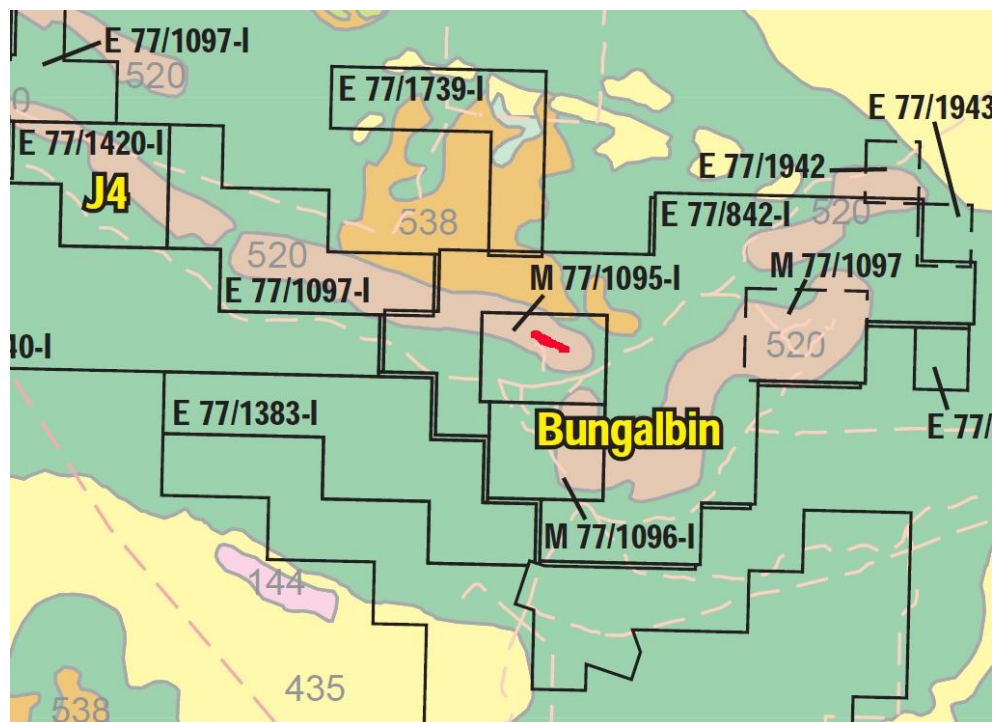 E 77/1097-I
520
E 77/1739-I
E 77/1943
E 77/1420-I
E 77/1942
J4
E 77/842-I
520
538
520
M 77/1097
E 77/1097-I
M 77/1095-I
520
40-I
E 77/1383-I
Bungalbin
E 77/
M 77/1096-I
144
435
538